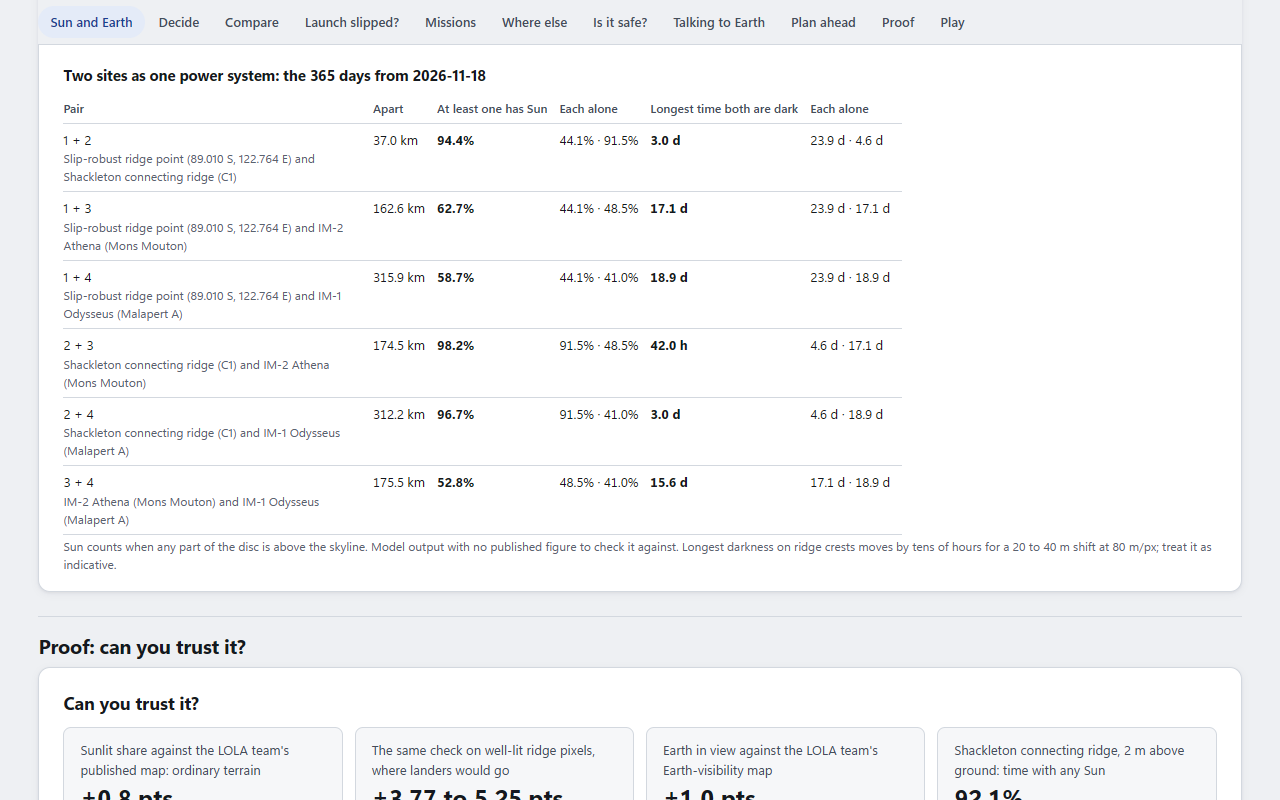 Sun and Earth Decide Compare Launch slipped? Missions Where else Is it safe? Talking to Earth Plan ahead Proof Play
Two sites as one power system: the 365 days from 2026-11-18
Pair Apart At least one has Sun Each alone Longest time both are dark Each alone
1 + 2 37.0 km 94.4% 44.1% · 91.5% 3.0 d 23.9 d · 4.6 d
Slip-robust ridge point (89.010 S, 122.764 E) and
Shackleton connecting ridge (C1)
1 + 3 162.6 km 62.7% 44.1% · 48.5% 17.1 d 23.9 d · 17.1 d
Slip-robust ridge point (89.010 S, 122.764 E) and IM-2
Athena (Mons Mouton)
1 + 4 315.9 km 58.7% 44.1% · 41.0% 18.9 d 23.9 d · 18.9 d
Slip-robust ridge point (89.010 S, 122.764 E) and IM-1
Odysseus (Malapert A)
2 + 3 174.5 km 98.2% 91.5% · 48.5% 42.0 h 4.6 d · 17.1 d
Shackleton connecting ridge (C1) and IM-2 Athena
(Mons Mouton)
2 + 4 312.2 km 96.7% 91.5% · 41.0% 3.0 d 4.6 d · 18.9 d
Shackleton connecting ridge (C1) and IM-1 Odysseus
(Malapert A)
3 + 4 175.5 km 52.8% 48.5% · 41.0% 15.6 d 17.1 d · 18.9 d
IM-2 Athena (Mons Mouton) and IM-1 Odysseus
(Malapert A)
Sun counts when any part of the disc is above the skyline. Model output with no published figure to check it against. Longest darkness on ridge crests moves by tens of hours for a 20 to 40 m shift at 80 m/px; treat it as
indicative.
Proof: can you trust it?
Can you trust it?
Sunlit share against the LOLA team's
published map: ordinary terrain
The same check on well-lit ridge pixels,
where landers would go
Earth in view against the LOLA team's
Earth-visibility map
Shackleton connecting ridge, 2 m above
ground: time with any Sun
±0.8 pts
±3.77 to 5.25 pts
±1.0 pts
92.1%